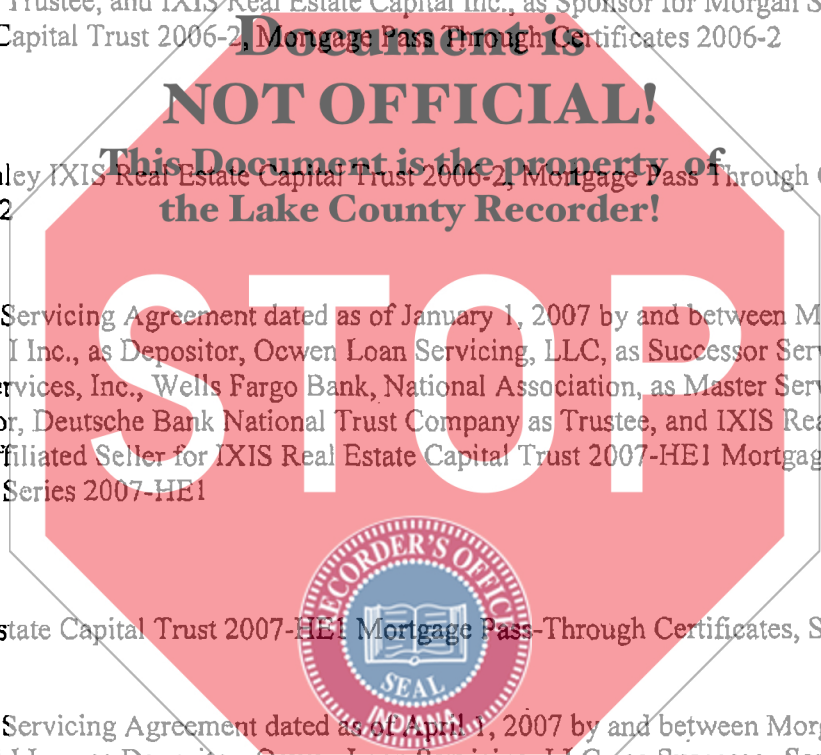 Trustee, and IXIS Real Estate Capital Inc., as Sponsor for Morgan S
Capital Trust 2006-2, Mortgage Pass Through Certificates 2006-2
Document is
NOT OFFICIAL!
This Document is the property of
the Lake County Recorder!
ley IXIS Real Estate Capital Trust 2006-2, Mortgage Pass Through
2
STOP
Servicing Agreement dated as of January 1, 2007 by and between M
I Inc., as Depositor, Ocwen Loan Servicing, LLC, as Successor Ser
rvices, Inc., Wells Fargo Bank, National Association, as Master Ser
or, Deutsche Bank National Trust Company as Trustee, and IXIS Rea
ffiliated Seller for IXIS Real Estate Capital Trust 2007-HE1 Mortgag
Series 2007-HE1
RECORDER'S OFFIC
SEAL
INDIANA
state Capital Trust 2007-HE1 Mortgage Pass-Through Certificates, S
Servicing Agreement dated as of April 1, 2007 by and between Morg